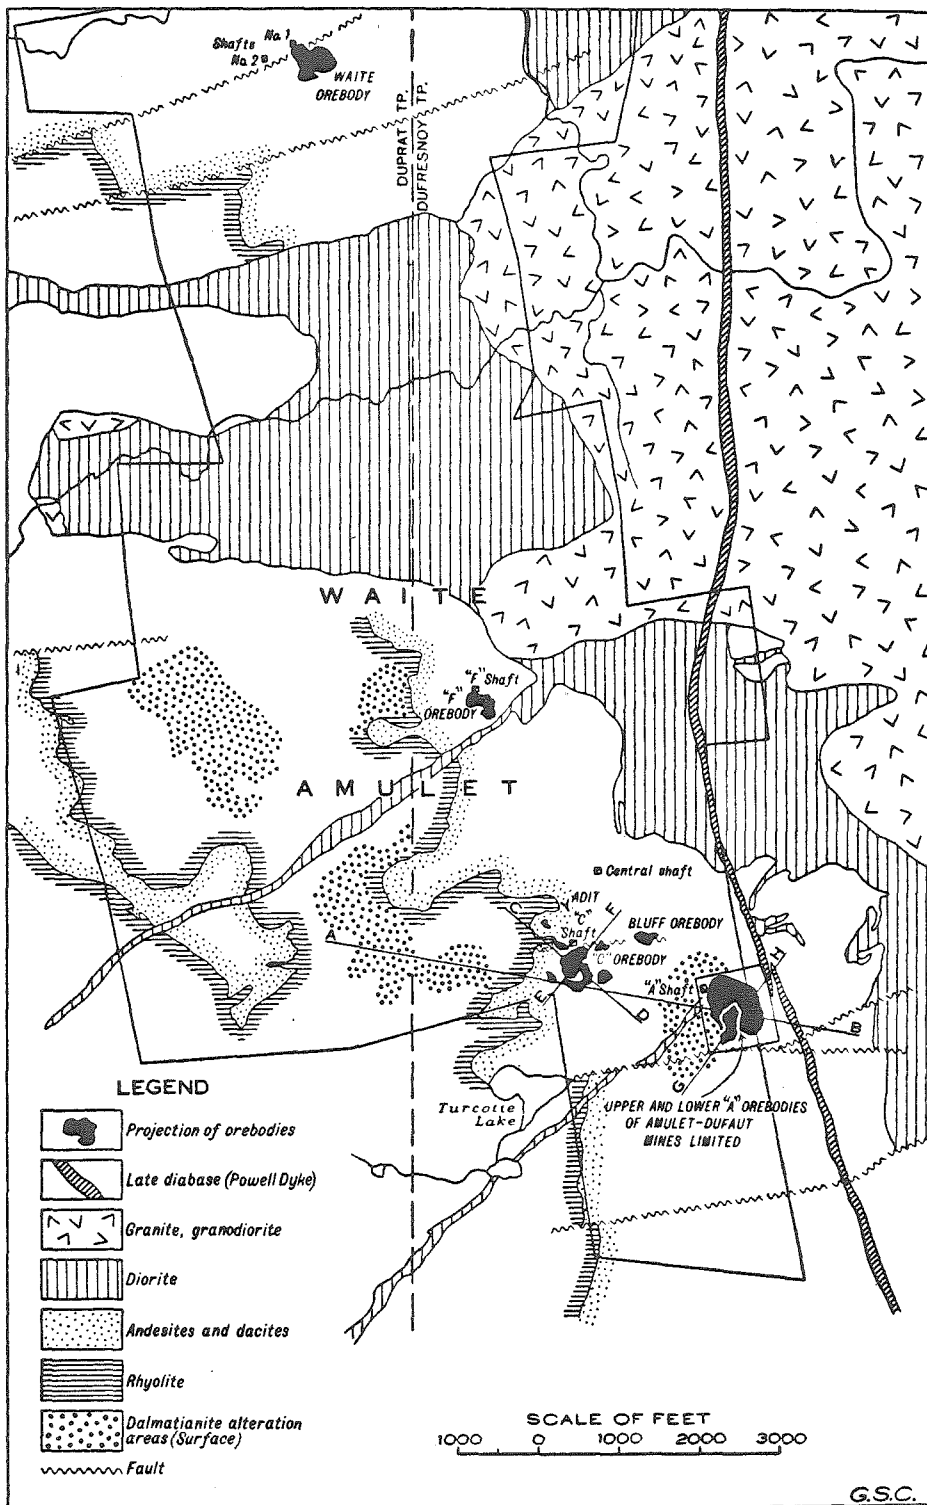 Shafts No.1
No.2
WAITE
OREBODY
DUPRAT TP.
DUFRESNOY TP.
WAITE
"F" Shaft
"F"
OREBODY
AMULET
Central shaft
ADIT
C
"C"
Shaft
F
BLUFF OREBODY
A
"C" OREBODY
H
"A" Shaft
E
D
B
G
LEGEND
Turcotte
Lake
UPPER AND LOWER "A" OREBODIES
OF AMULET-DUFAUT
MINES LIMITED
Projection of orebodies
Late diabase (Powell Dyke)
Granite, granodiorite
Diorite
Andesites and dacites
Rhyolite
Dalmatianite alteration
areas (Surface)
Fault
SCALE OF FEET
1000 0 1000 2000 3000
G.S.C.